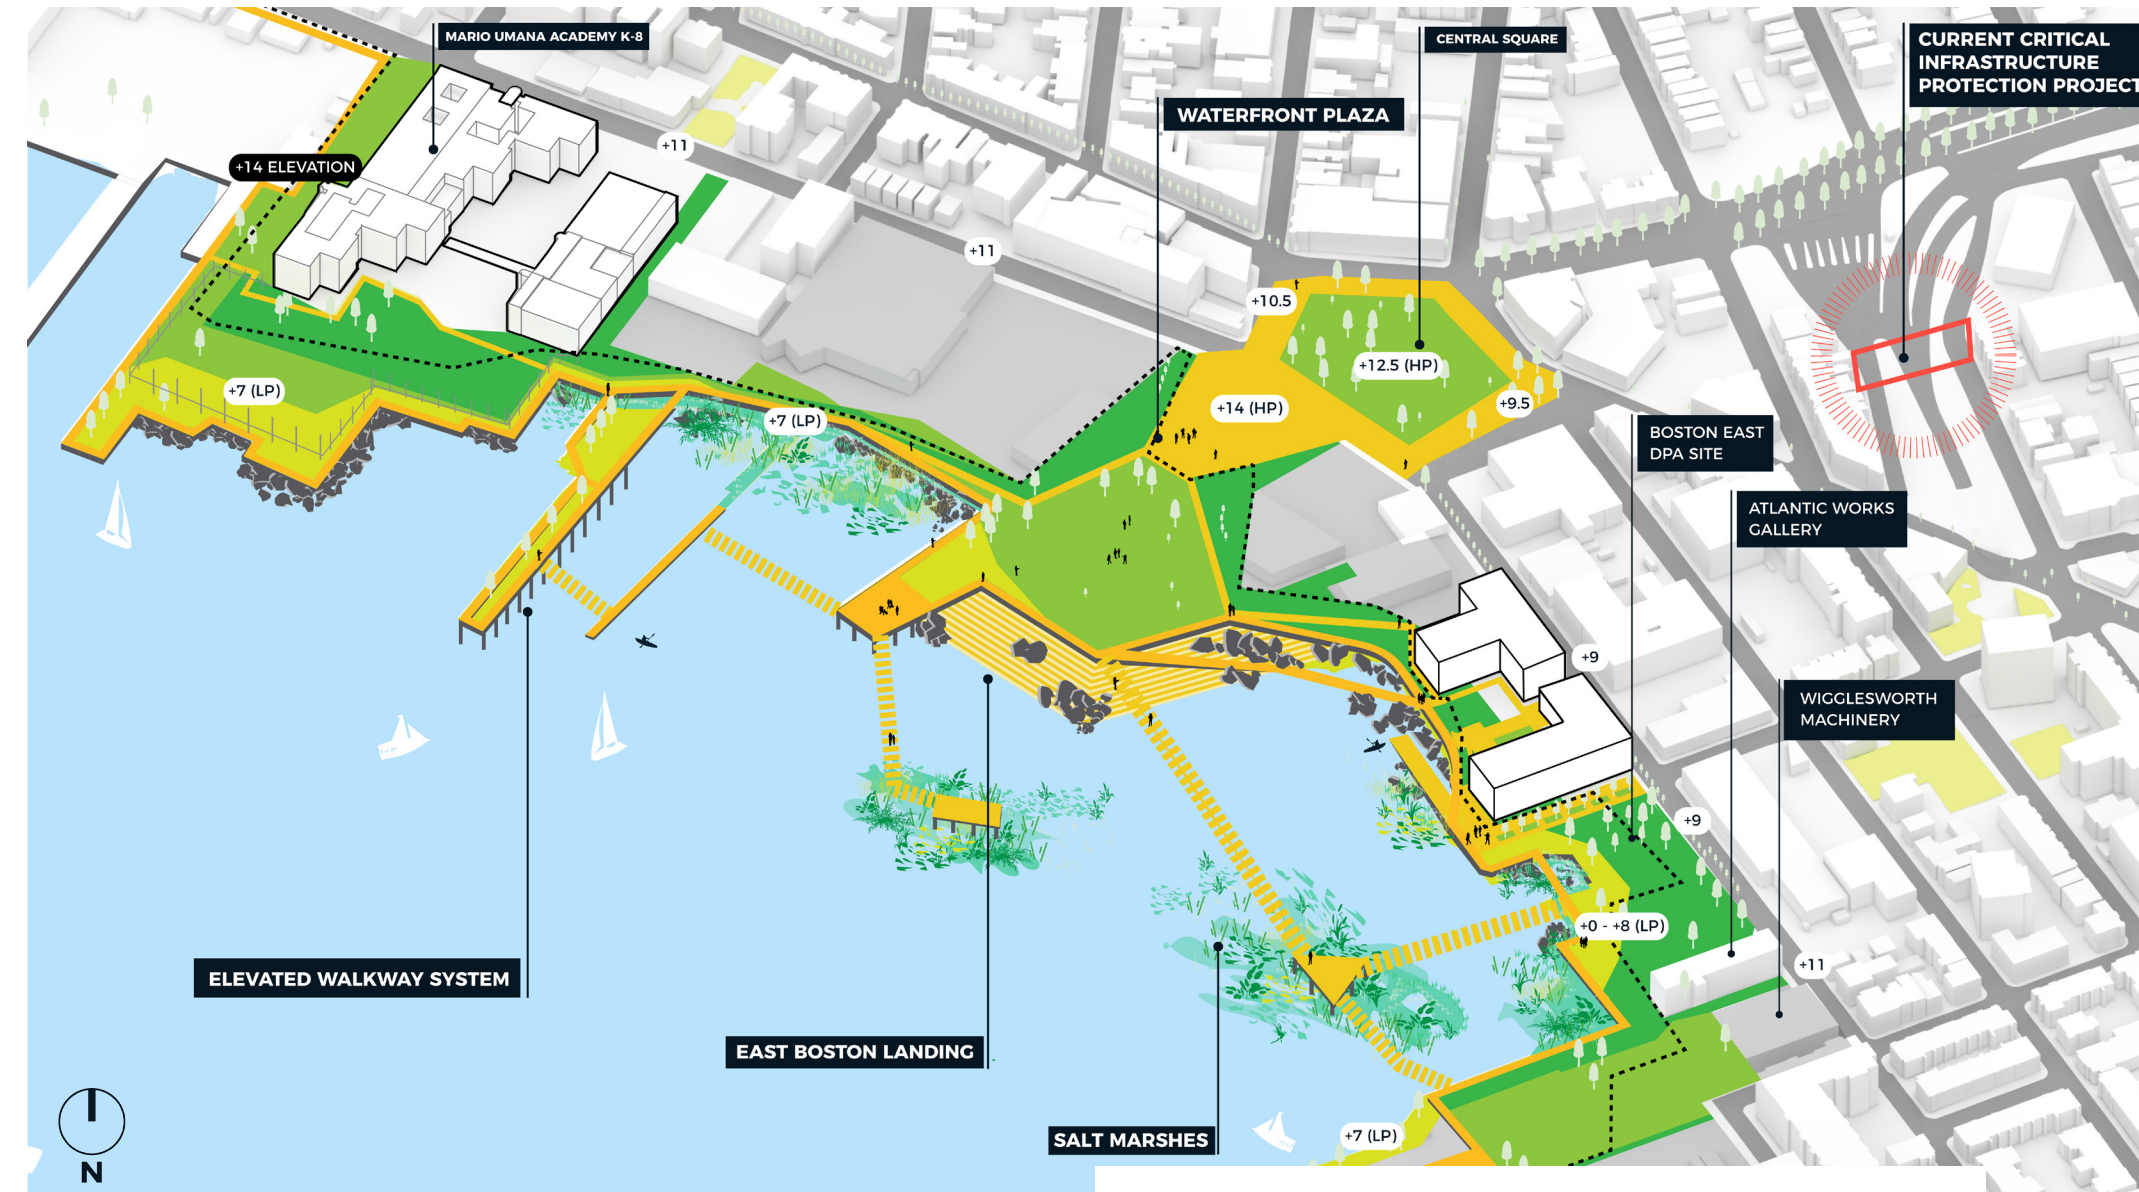 MARIO UMANA ACADEMY K-8
CENTRAL SQUARE
CURRENT CRITICAL
INFRASTRUCTURE
PROTECTION PROJECT
WATERFRONT PLAZA
+11
+14 ELEVATION
+11
+10.5
+12.5 (HP)
+7 (LP)
+14 (HP)
+9.5
+7 (LP)
BOSTON EAST
DPA SITE
ATLANTIC WORKS
GALLERY
+9
WIGGLESWORTH
MACHINERY
+9
+0 - +8 (LP)
+11
ELEVATED WALKWAY SYSTEM
EAST BOSTON LANDING
SALT MARSHES
+7 (LP)
N